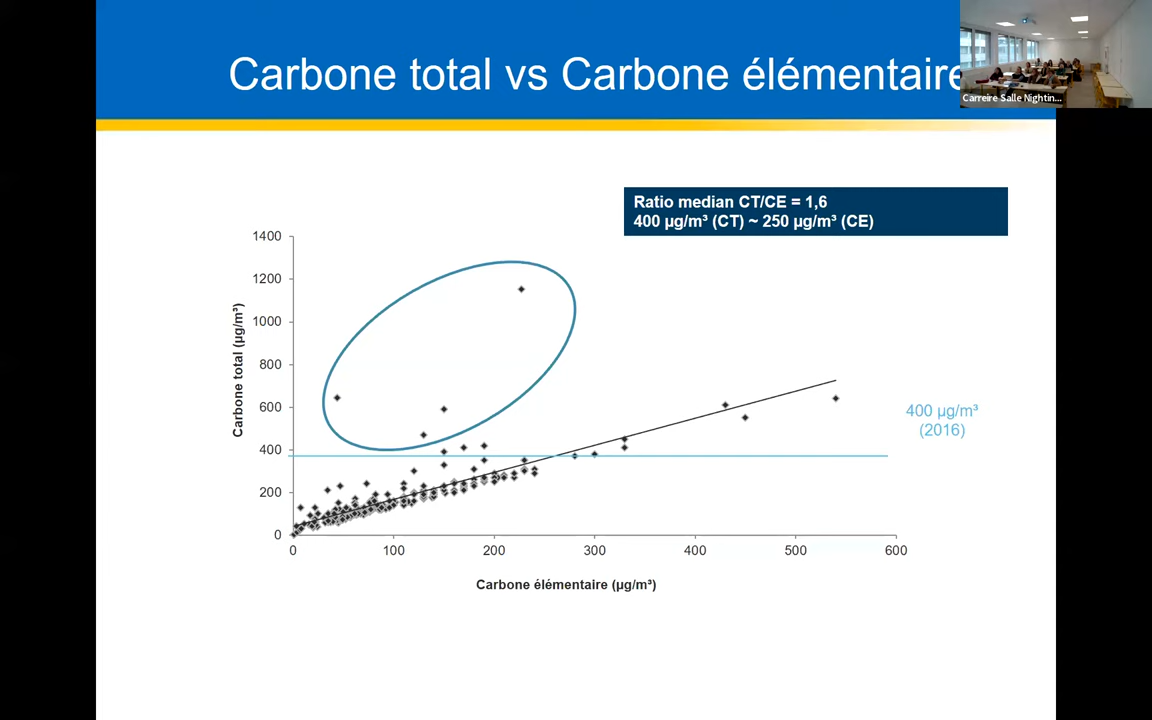 Carbone total vs Carbone élémentaire
Carreire Salle Nightin...
Ratio median CT/CE = 1,6
400 µg/m³ (CT) ~ 250 µg/m³ (CE)
1400
1200
1000
800
600
400
200
0
Carbone total (µg/m³)
400 µg/m³
(2016)
0 100 200 300 400 500 600
Carbone élémentaire (µg/m³)